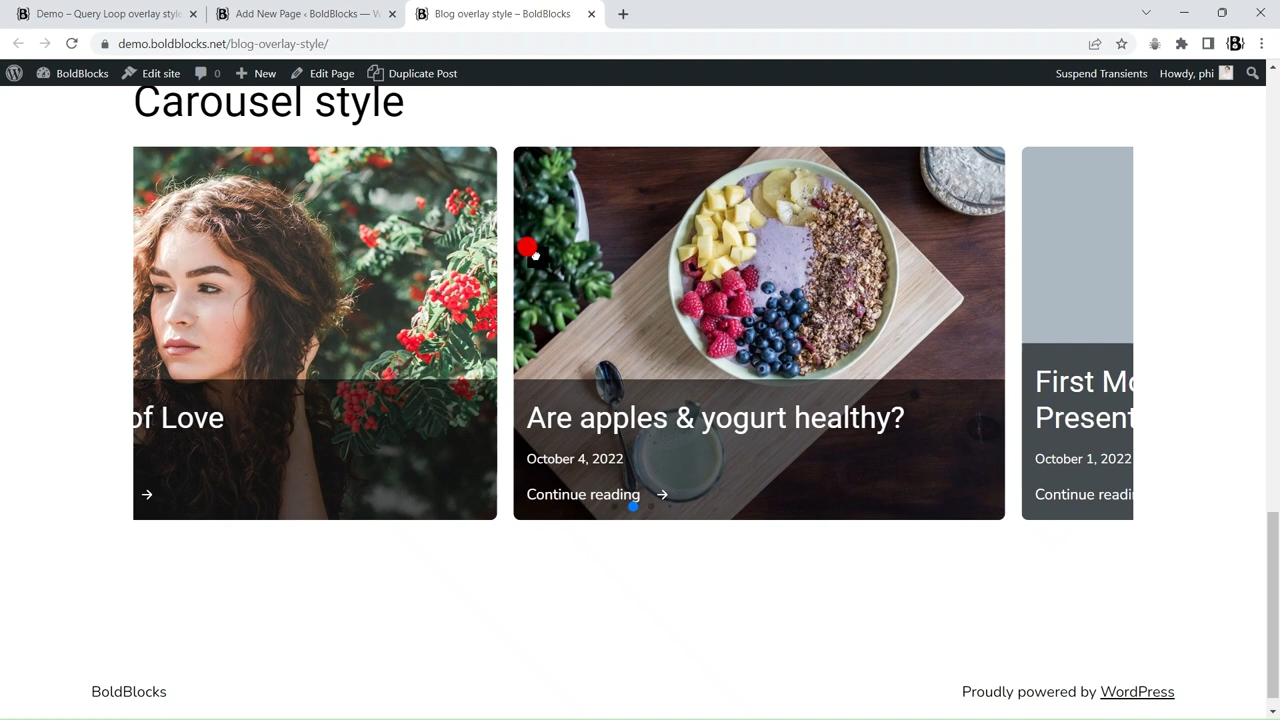 Demo – Query Loop overlay style
Add New Page ‹ BoldBlocks — W
Blog overlay style – BoldBlocks
demo.boldblocks.net/blog-overlay-style/
BoldBlocks
Edit site
0
New
Edit Page
Duplicate Post
Suspend Transients
Howdy, phi
Carousel style
of Love
Are apples & yogurt healthy?
October 4, 2022
Continue reading
First Mo
Present
October 1, 2022
Continue readi
BoldBlocks
Proudly powered by WordPress